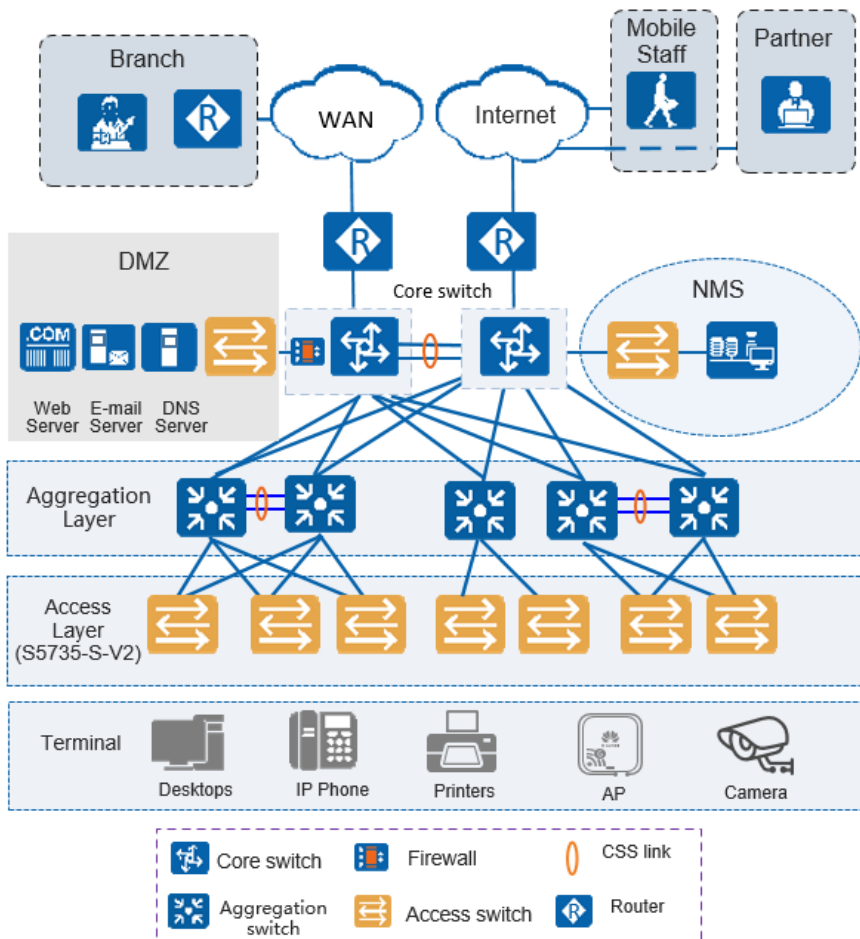 Branch
WAN
Internet
Mobile
Staff
Partner
R
R
R
DMZ
Core switch
NMS
.COM
Web
Server
E-mail
Server
DNS
Server
Aggregation
Layer
Access
Layer
(S5735-S-V2)
Terminal
Desktops
IP Phone
Printers
AP
Camera
Core switch
Firewall
CSS link
Aggregation
switch
Access switch
R
Router